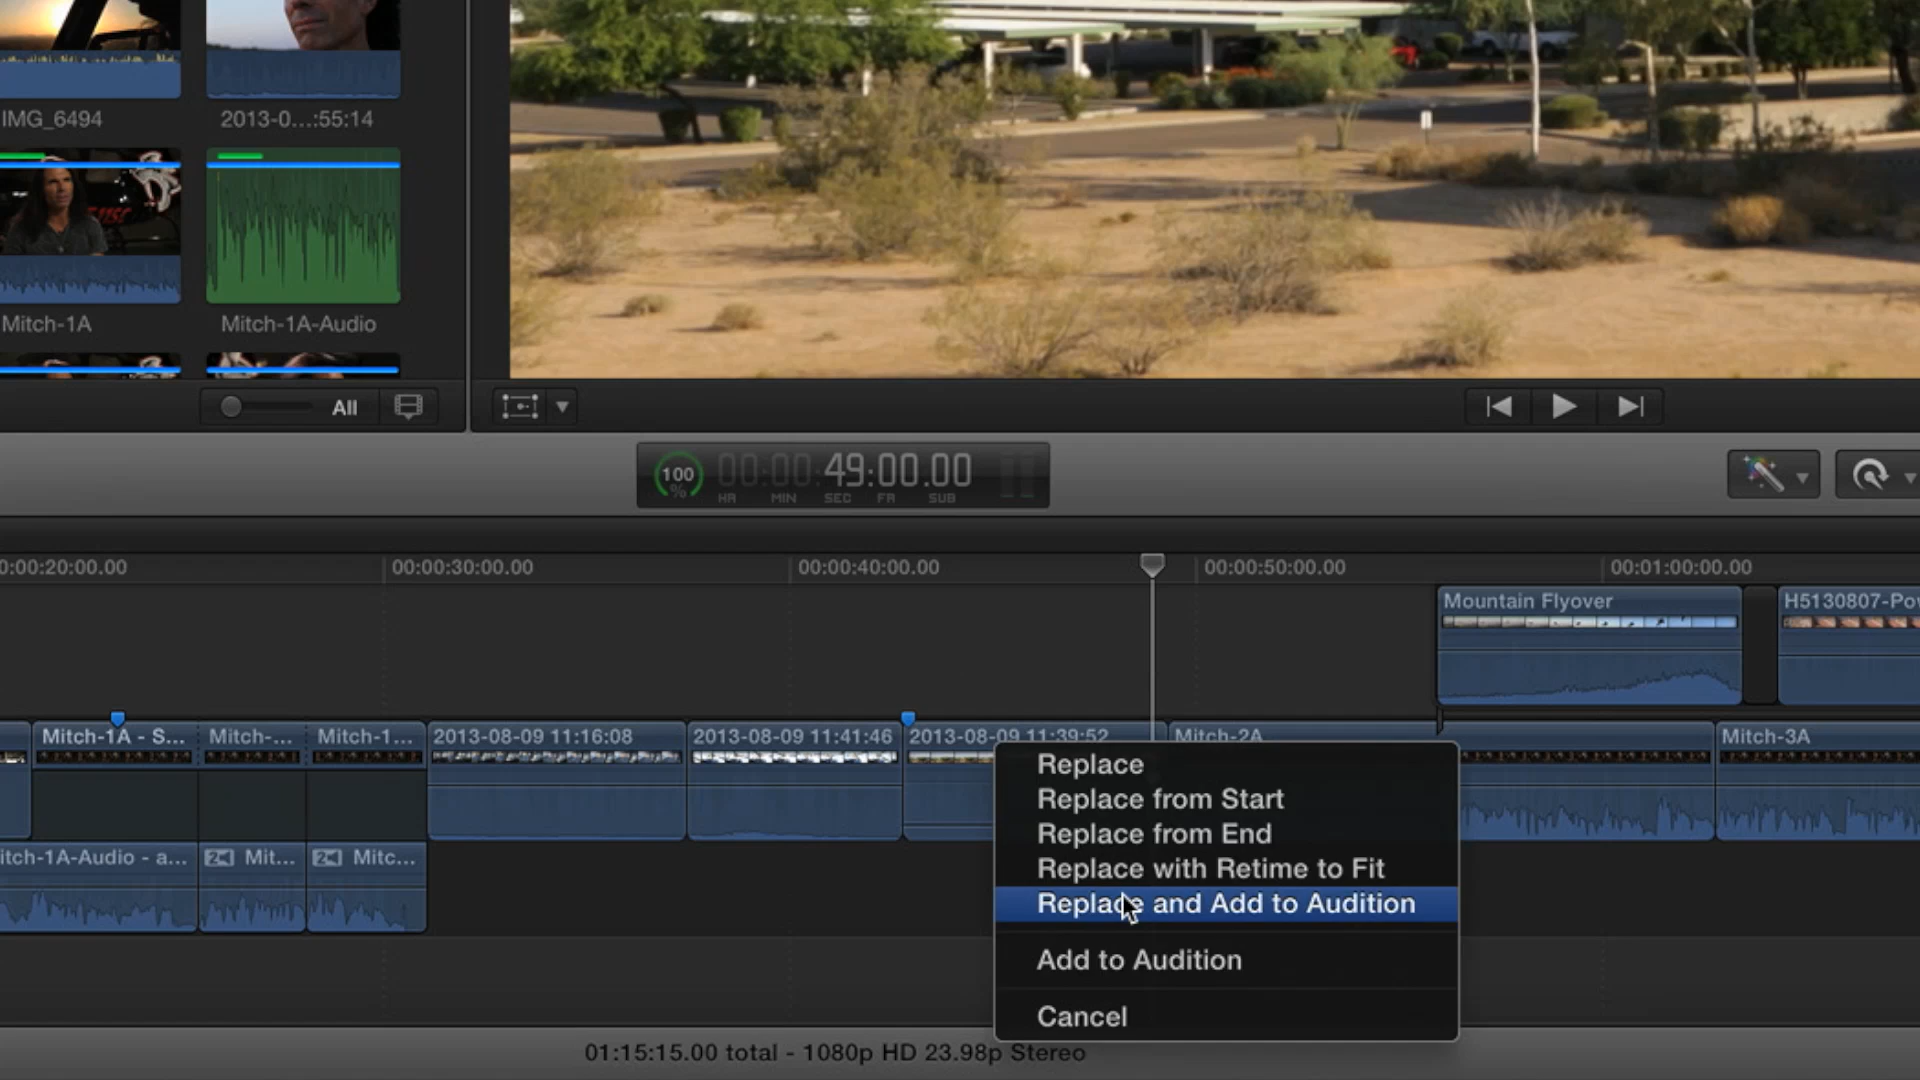 IMG_6494
2013-0...:55:14
Mitch-1A
Mitch-1A-Audio
All
100
%
00:00:49:00.00
HR MIN SEC FR SUB
0:00:20:00.00
00:00:30:00.00
00:00:40:00.00
00:00:50:00.00
00:01:00:00.00
Mountain Flyover
H5130807-Po
Mitch-1A - S...
Mitch-...
Mitch-1...
2013-08-09 11:16:08
2013-08-09 11:41:46
2013-08-09 11:39:52
Mitch-2A
Mitch-3A
itch-1A-Audio - a...
2 Mit...
2 Mitc...
Replace
Replace from Start
Replace from End
Replace with Retime to Fit
Replace and Add to Audition
Add to Audition
Cancel
01:15:15.00 total - 1080p HD 23.98p Stereo